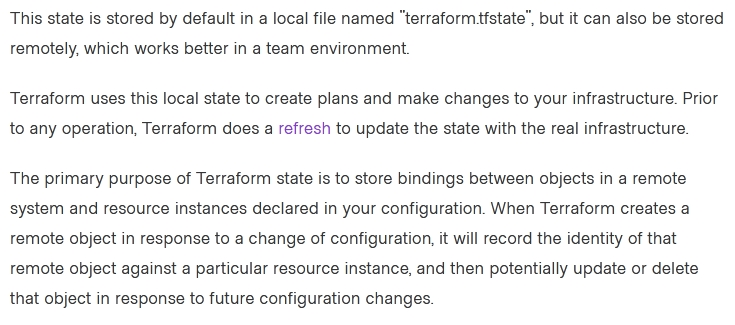 This state is stored by default in a local file named "terraform.tfstate", but it can also be stored
remotely, which works better in a team environment.
Terraform uses this local state to create plans and make changes to your infrastructure. Prior
to any operation, Terraform does a refresh to update the state with the real infrastructure.
The primary purpose of Terraform state is to store bindings between objects in a remote
system and resource instances declared in your configuration. When Terraform creates a
remote object in response to a change of configuration, it will record the identity of that
remote object against a particular resource instance, and then potentially update or delete
that object in response to future configuration changes.